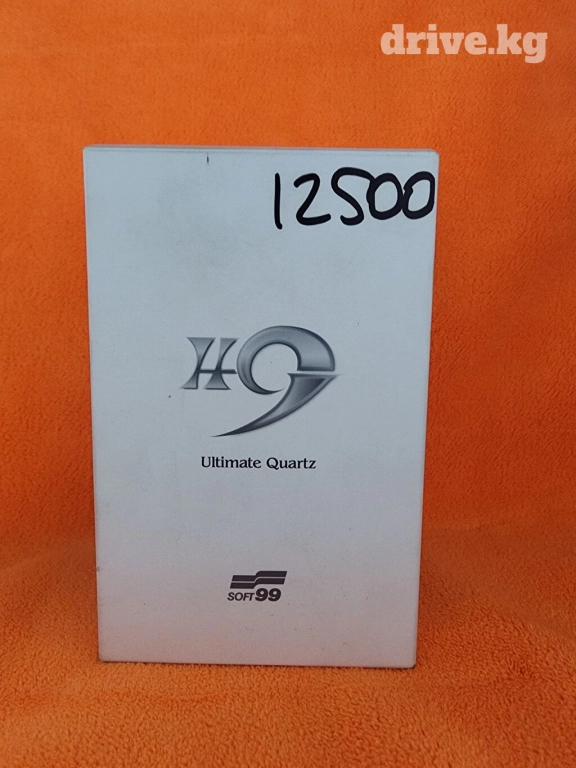 drive.kg
12500
H9
Ultimate Quartz
SOFT99